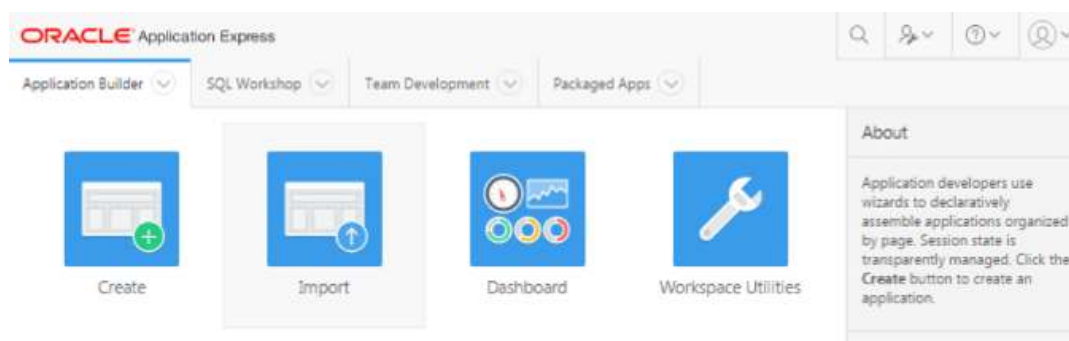 ORACLE Application Express
Application Builder SQL Workshop Team Development Packaged Apps
Create Import Dashboard Workspace Utilities
About
Application developers use
wizards to declaratively
assemble applications organized
by page. Session state is
transparently managed. Click the
Create button to create an
application.